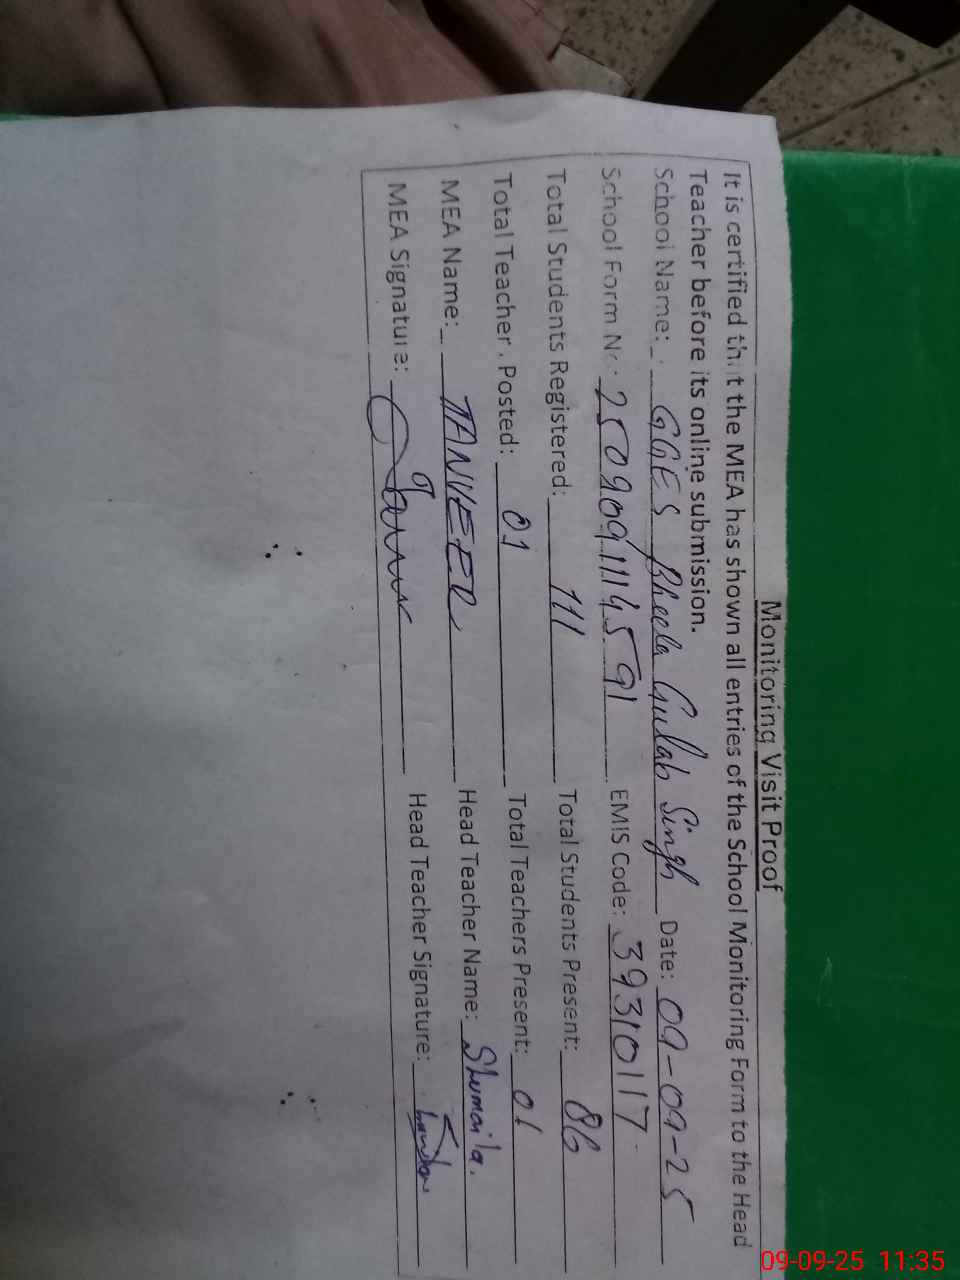 Monitoring Visit Proof
It is certified that the MEA has shown all entries of the School Monitoring Form to the Head
Teacher before its online submission.
School Name: GGES Bheela Gulab Singh Date: 09-09-25
School Form No: 250909111114591 EMIS Code: 39310117
Total Students Registered: 111 Total Students Present: 86
Total Teachers Posted: 01 Total Teachers Present: 01
MEA Name: TANVEER Head Teacher Name: Shumaila.
MEA Signature: Head Teacher Signature:
09-09-25 11:35